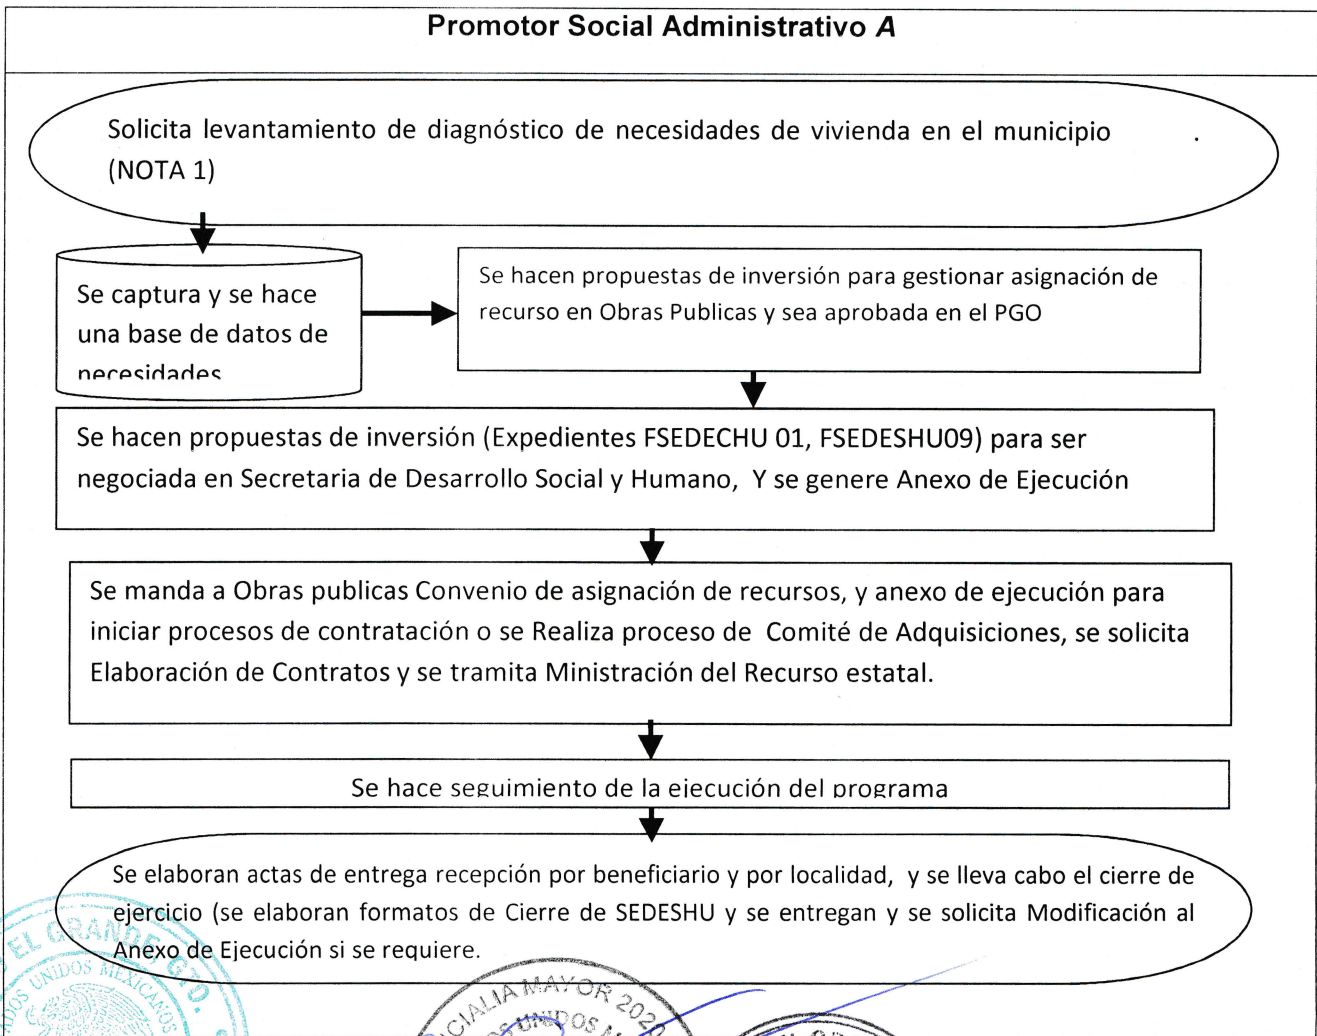 Promotor Social Administrativo A
Solicita levantamiento de diagnóstico de necesidades de vivienda en el municipio .
(NOTA 1)
Se captura y se hace
una base de datos de
necesidades
Se hacen propuestas de inversión para gestionar asignación de
recurso en Obras Publicas y sea aprobada en el PGO
Se hacen propuestas de inversión (Expedientes FSEDECHU 01, FSEDESHU09) para ser
negociada en Secretaria de Desarrollo Social y Humano, Y se genere Anexo de Ejecución
Se manda a Obras publicas Convenio de asignación de recursos, y anexo de ejecución para
iniciar procesos de contratación o se Realiza proceso de Comité de Adquisiciones, se solicita
Elaboración de Contratos y se tramita Ministración del Recurso estatal.
Se hace seguimiento de la ejecución del programa
Se elaboran actas de entrega recepción por beneficiario y por localidad, y se lleva cabo el cierre de
ejercicio (se elaboran formatos de Cierre de SEDESHU y se entregan y se solicita Modificación al
Anexo de Ejecución si se requiere.
EL GRANDE, GTO.
UNIDOS MEXICANOS
MAYOR
UNIDOS